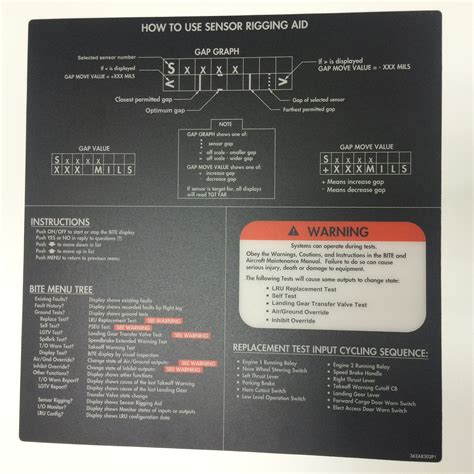 HOW TO USE SENSOR RIGGING AID
GAP GRAPH
Selected sensor number
If < is displayed
GAP MOVE VALUE = +XXX MILS
If > is displayed
GAP MOVE VALUE = - XXX MILS
S X X X X
Closest permitted gap
Optimum gap
Gap of selected sensor
Farthest permitted gap
NOTE
GAP GRAPH shows one of:
sensor gap
< off scale - smaller gap
> off scale - wider gap
GAP MOVE VALUE shows one of:
+ increase gap
- decrease gap
If sensor is target far, all displays
will read TGT FAR
GAP VALUE
S X X X X
X X X M I L S
GAP MOVE VALUE
S X X X X
+ X X X M I L S
+ Means increase gap
- Means decrease gap
INSTRUCTIONS
Push ON/OFF to start or stop the BITE display
Push YES or NO in reply to questions (?)
Push to move down in list
Push to move up in list
Push MENU to return to previous menu
WARNING
Systems can operate during tests.
Obey the Warnings, Cautions, and Instructions in the BITE and
Aircraft Maintenance Manual. Failure to do so can cause
serious injury, death or damage to equipment.
The following Tests will cause same outputs to change state:
• LRU Replacement Test
• Self Test
• Landing Gear Transfer Valve Test
• Air/Ground Override
• Inhibit Override
BITE MENU TREE
Existing Faults? Display shows existing faults
Fault History? Display shows recorded faults by flight leg
Ground Test? Display shows ground tests
Replace Test? Replacement Test: SEE WARNING
Self Test? PSEU Test: SEE WARNING
LGTV Test? Landing Gear Transfer Valve Test: SEE WARNING
Spdbrk Test? Speedbrake Extended Warning Test
T/O Warn Test? Takeoff Warning Test
Display Test? BITE display by visual inspection
Air/Gnd Override? Change state of Air/Ground outputs: SEE WARNING
Inhibit Override? Change state of Inhibit outputs: SEE WARNING
Other Functions? Display shows other menu items
T/O Warn Report? Display shows cause of the last Takeoff Warning
LGTV Report? Display shows cause of the last Landing Door
Transfer Valve Operation
Sensor Rigging? Display shows Sensor Rigging Aid
I/O Monitor? Display shows Monitor states of inputs or outputs
LRU Config? Display shows LRU configuration data
REPLACEMENT TEST INPUT CYCLING SEQUENCE:
• Engine 1 Running Relay
• Nose Wheel Steering Switch
• Left Thrust Lever
• Parking Brake
• Horn Cutout Switch
• Low Level Operation Switch
• Engine 2 Running Relay
• Speed Brake Handle
• Right Thrust Lever
• Takeoff Warning Cutoff CB
• Landing Gear Lever
• Forward Cargo Door Warn Switch
• Elect Access Door Warn Switch